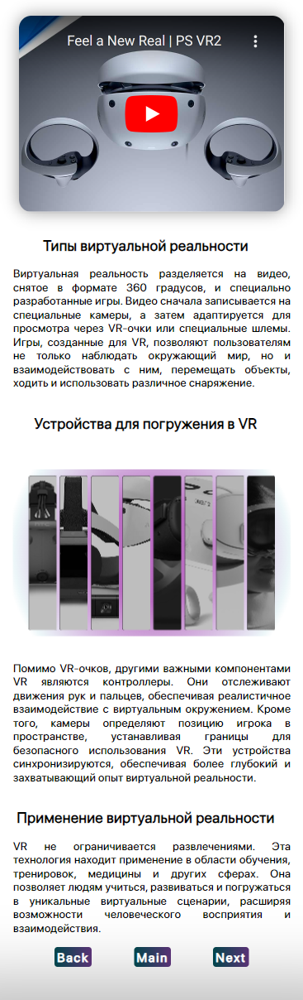 Feel a New Real | PS VR2
Типы виртуальной реальности
Виртуальная реальность разделяется на видео,
снятое в формате 360 градусов, и специально
разработанные игры. Видео сначала записывается на
специальные камеры, а затем адаптируется для
просмотра через VR-очки или специальные шлемы.
Игры, созданные для VR, позволяют пользователям
не только наблюдать окружающий мир, но и
взаимодействовать с ним, перемещать объекты,
ходить и использовать различное снаряжение.
Устройства для погружения в VR
Помимо VR-очков, другими важными компонентами
VR являются контроллеры. Они отслеживают
движения рук и пальцев, обеспечивая реалистичное
взаимодействие с виртуальным окружением. Кроме
того, камеры определяют позицию игрока в
пространстве, устанавливая границы для
безопасного использования VR. Эти устройства
синхронизируются, обеспечивая более глубокий и
захватывающий опыт виртуальной реальности.
Применение виртуальной реальности
VR не ограничивается развлечениями. Эта
технология находит применение в области обучения,
тренировок, медицины и других сферах. Она
позволяет людям учиться, развиваться и погружаться
в уникальные виртуальные сценарии, расширяя
возможности человеческого восприятия и
взаимодействия.
Back Main Next